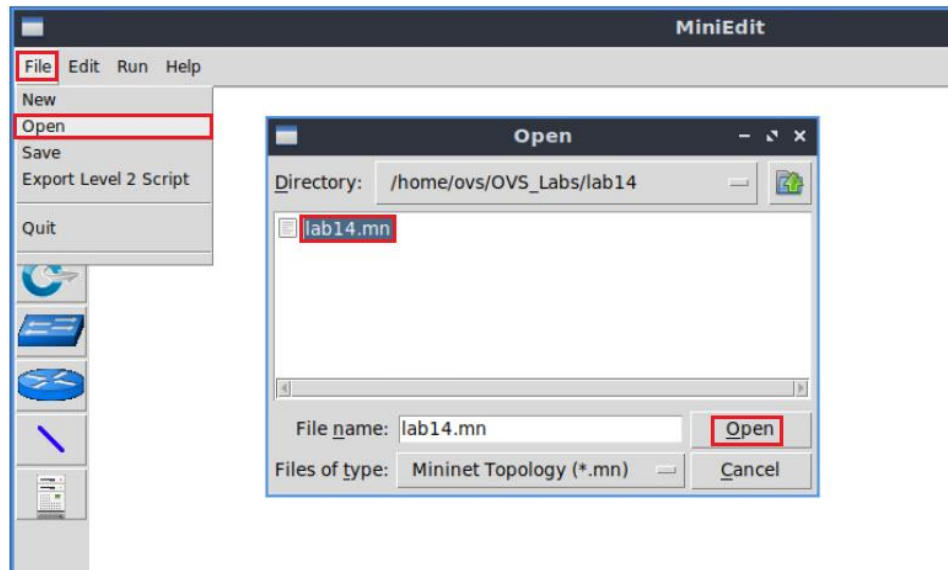 MiniEdit
File Edit Run Help
New
Open
Save
Export Level 2 Script
Quit
Open
Directory: /home/ovs/OVS_Labs/lab14
lab14.mn
File name: lab14.mn
Open
Files of type: Mininet Topology (*.mn)
Cancel